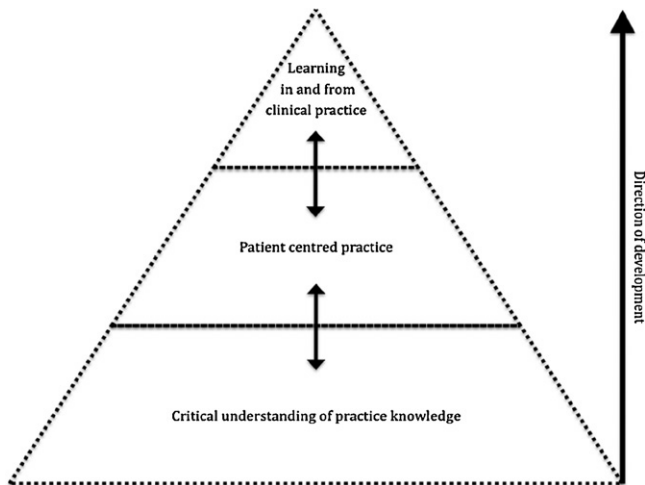 Learning
in and from
clinical practice
Patient centred practice
Critical understanding of practice knowledge
Direction of development